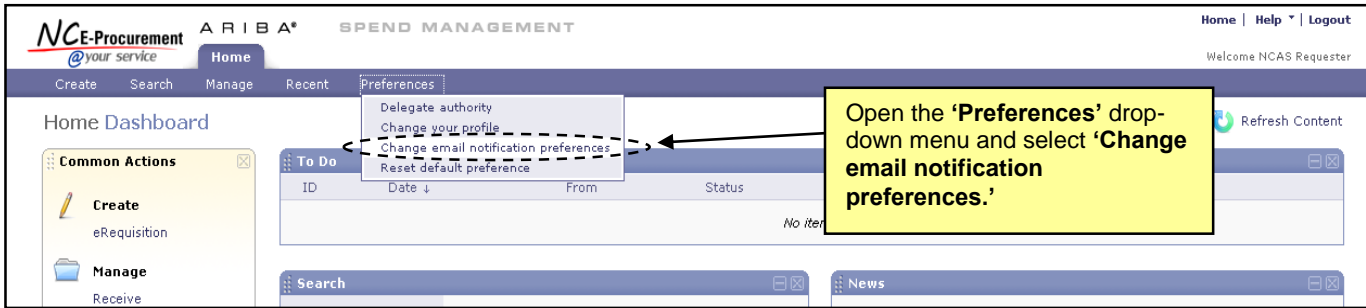 NCE-Procurement ARIBA® SPEND MANAGEMENT Home | Help | Logout
@your service Home Welcome NCAS Requester
Create Search Manage Recent Preferences
Delegate authority
Change your profile
Change email notification preferences
Reset default preference
Open the ‘Preferences’ drop-
down menu and select ‘Change
email notification
preferences.’
Home Dashboard Refresh Content
Common Actions To Do
ID Date ↓ From Status
No
Create
eRequisition
Manage
Receive
Search News